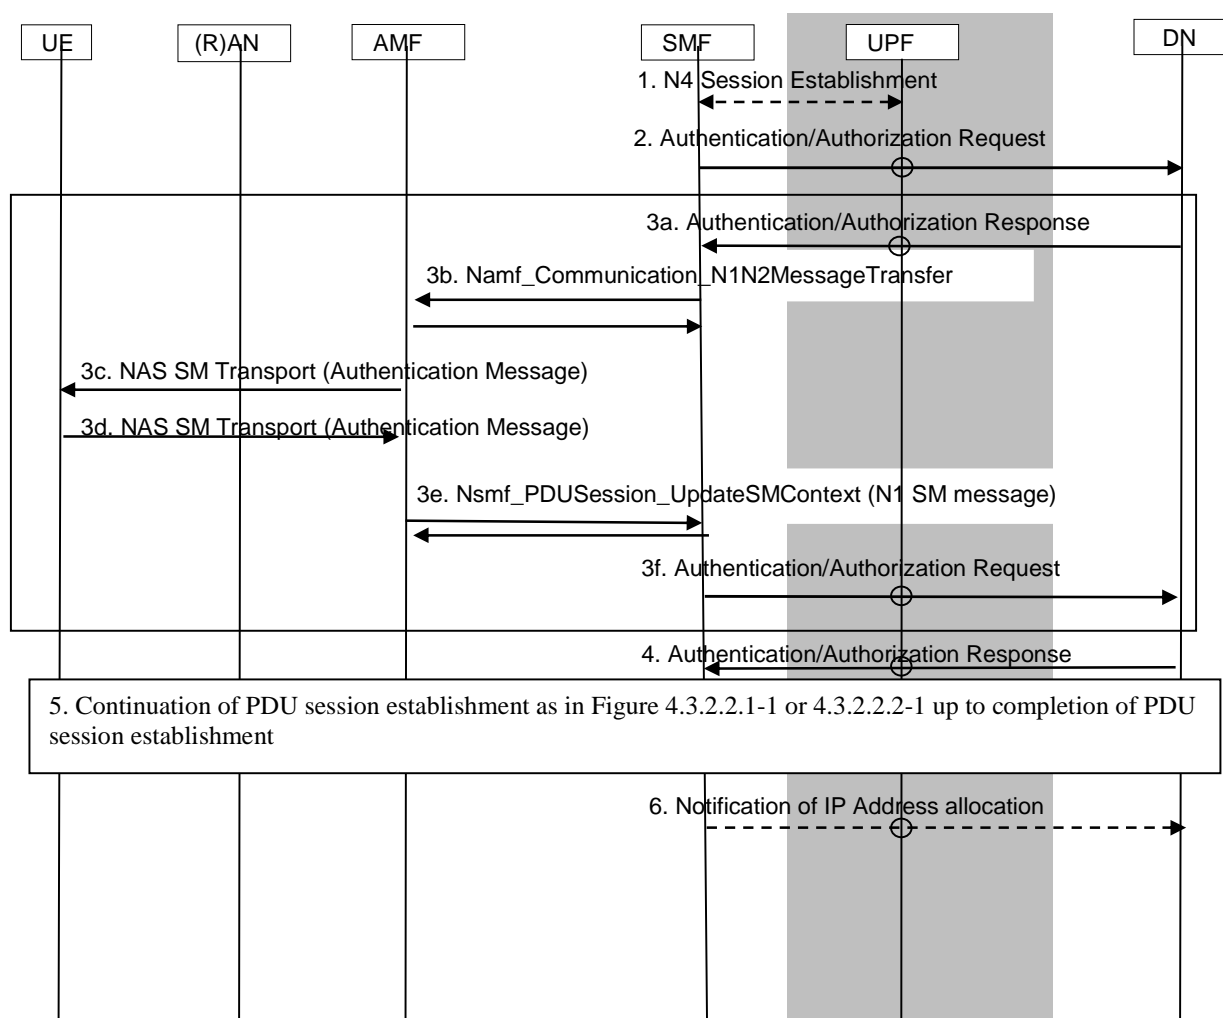 UE (R)AN AMF SMF UPF DN
1. N4 Session Establishment
2. Authentication/Authorization Request
3a. Authentication/Authorization Response
3b. Namf_Communication_N1N2MessageTransfer
3c. NAS SM Transport (Authentication Message)
3d. NAS SM Transport (Authentication Message)
3e. Nsmf_PDUSession_UpdateSMContext (N1 SM message)
3f. Authentication/Authorization Request
4. Authentication/Authorization Response
5. Continuation of PDU session establishment as in Figure 4.3.2.2.1-1 or 4.3.2.2.2-1 up to completion of PDU
session establishment
6. Notification of IP Address allocation